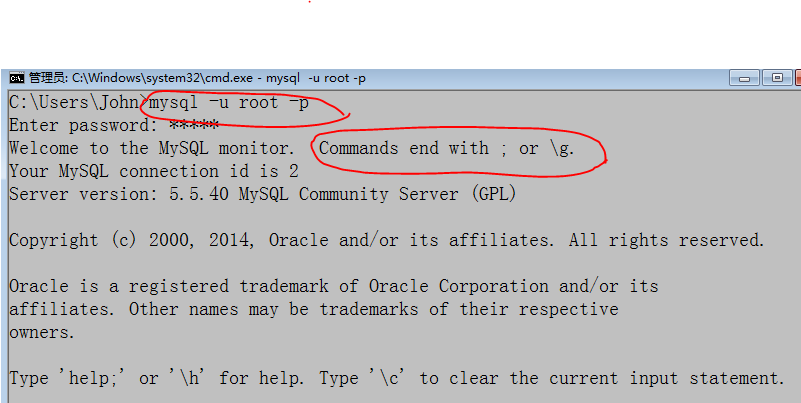 管理员: C:\Windows\system32\cmd.exe - mysql  -u root -p
C:\Users\John>mysql -u root -p
Enter password: *****
Welcome to the MySQL monitor.  Commands end with ; or \g.
Your MySQL connection id is 2
Server version: 5.5.40 MySQL Community Server (GPL)
Copyright (c) 2000, 2014, Oracle and/or its affiliates. All rights reserved.
Oracle is a registered trademark of Oracle Corporation and/or its
affiliates. Other names may be trademarks of their respective
owners.
Type 'help;' or '\h' for help. Type '\c' to clear the current input statement.